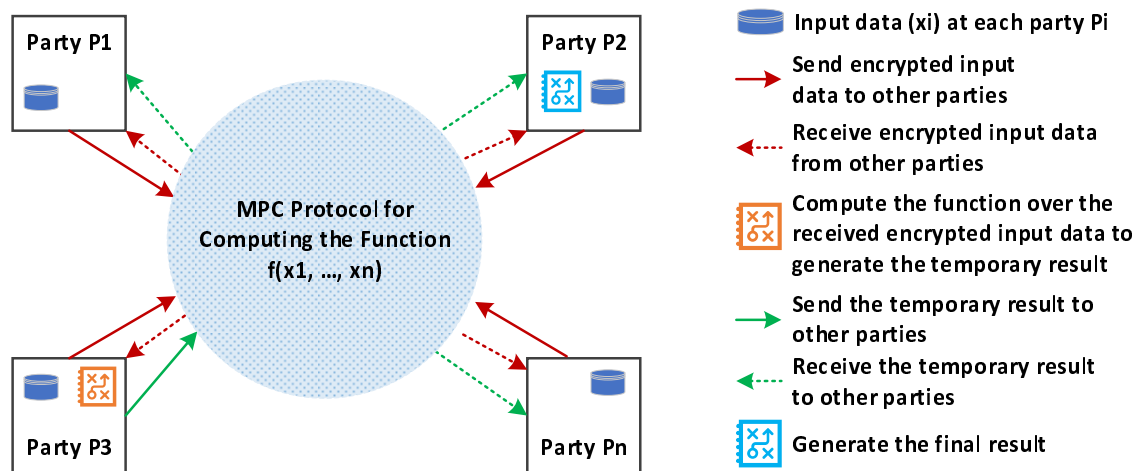 Party P1
Party P2
MPC Protocol for
Computing the Function
f(x1, ..., xn)
Party P3
Party Pn
Input data (xi) at each party Pi
Send encrypted input
data to other parties
Receive encrypted input data
from other parties
Compute the function over the
received encrypted input data to
generate the temporary result
Send the temporary result to
other parties
Receive the temporary result
to other parties
Generate the final result